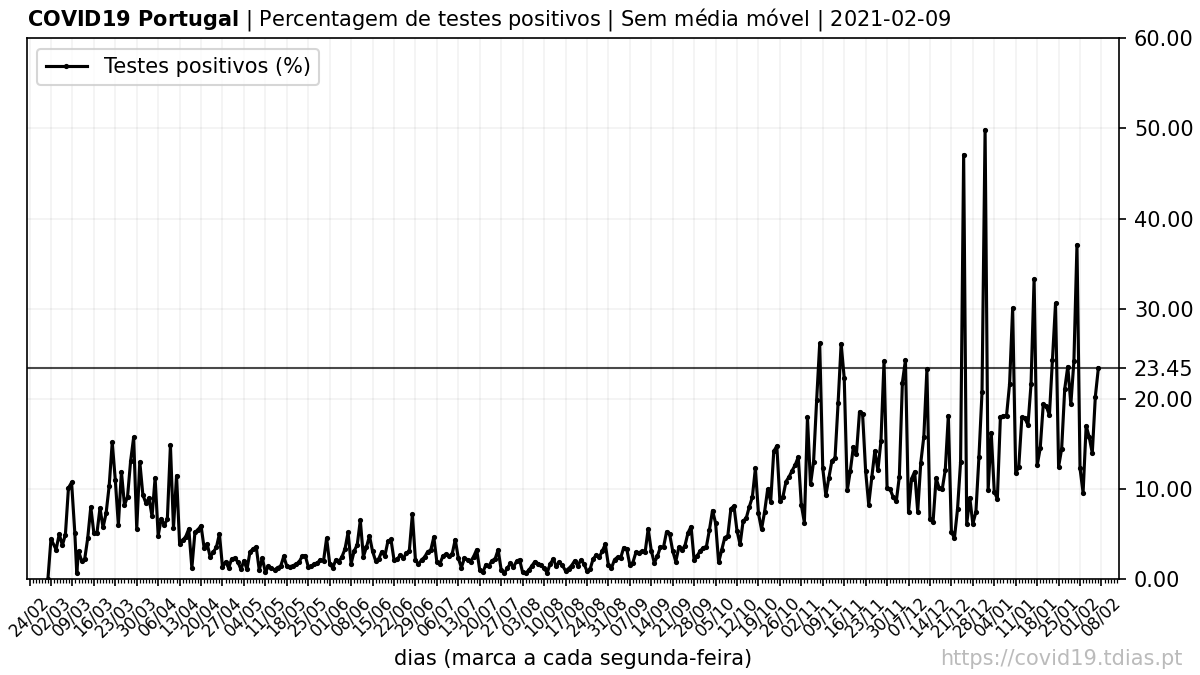 COVID19 Portugal | Percentagem de testes positivos | Sem média móvel | 2021-02-09
Testes positivos (%)
60.00
50.00
40.00
30.00
23.45
20.00
10.00
0.00
24/02 02/03 09/03 16/03 23/03 30/03 06/04 13/04 20/04 27/04 04/05 11/05 18/05 25/05 01/06 08/06 15/06 22/06 29/06 06/07 13/07 20/07 27/07 03/08 10/08 17/08 24/08 31/08 07/09 14/09 21/09 28/09 05/10 12/10 19/10 26/10 02/11 09/11 16/11 23/11 30/11 07/12 14/12 21/12 28/12 04/01 11/01 18/01 25/01 01/02 08/02
dias (marca a cada segunda-feira)
https://covid19.tdias.pt